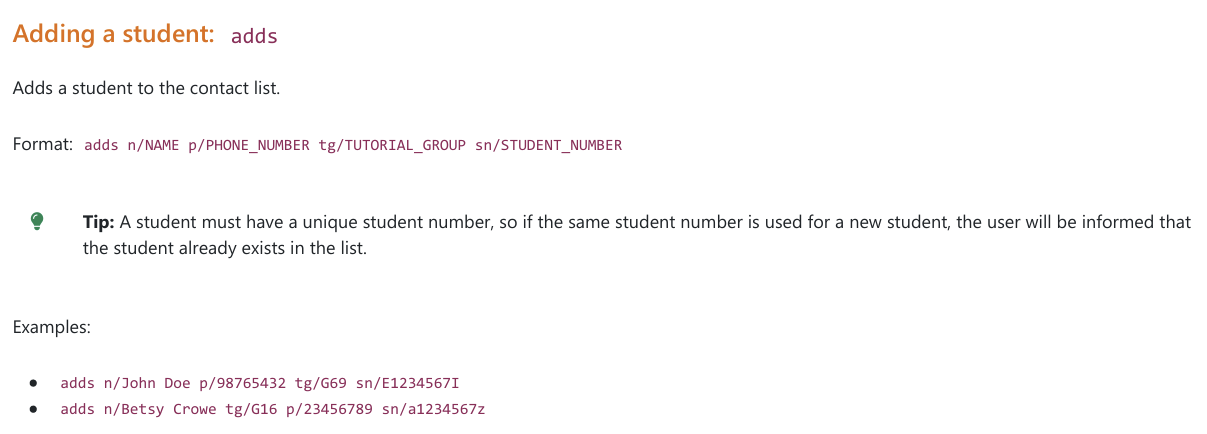 Adding a student: adds
Adds a student to the contact list.
Format: adds n/NAME p/PHONE_NUMBER tg/TUTORIAL_GROUP sn/STUDENT_NUMBER
Tip: A student must have a unique student number, so if the same student number is used for a new student, the user will be informed that
the student already exists in the list.
Examples:
• adds n/John Doe p/98765432 tg/G69 sn/E1234567I
• adds n/Betsy Crowe tg/G16 p/23456789 sn/a1234567z